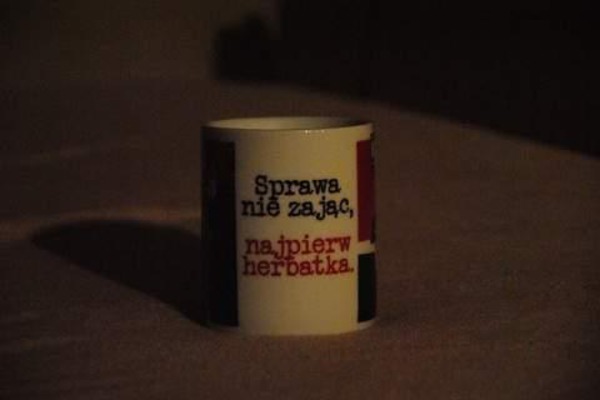 Sprawa
nie zając,
najpierw
herbatka.